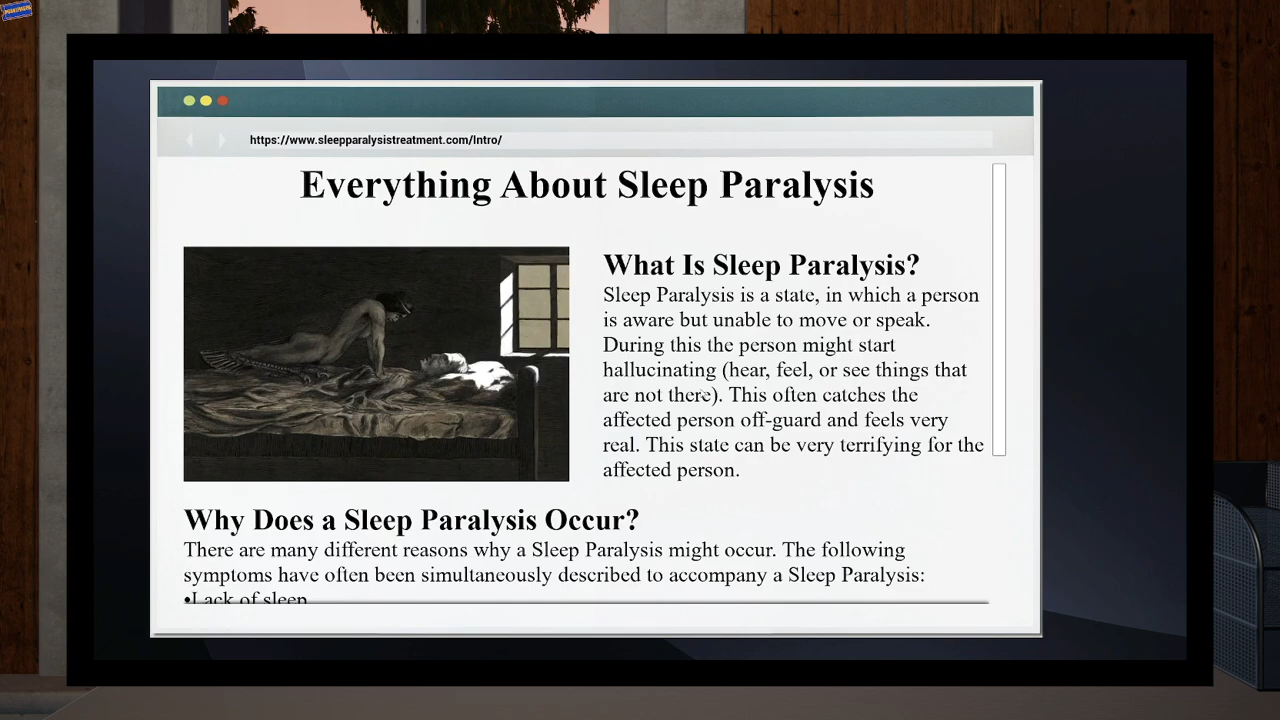 https://www.sleepparalysistreatment.com/Intro/
Everything About Sleep Paralysis
What Is Sleep Paralysis?
Sleep Paralysis is a state, in which a person
is aware but unable to move or speak.
During this the person might start
hallucinating (hear, feel, or see things that
are not there). This often catches the
affected person off-guard and feels very
real. This state can be very terrifying for the
affected person.
Why Does a Sleep Paralysis Occur?
There are many different reasons why a Sleep Paralysis might occur. The following
symptoms have often been simultaneously described to accompany a Sleep Paralysis:
•Lack of sleep